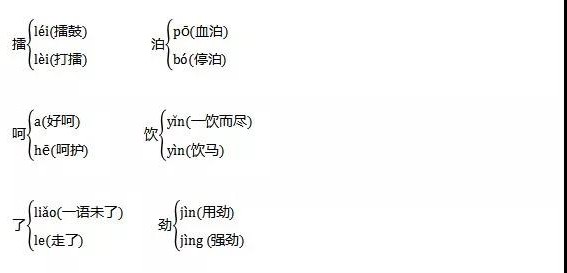 擂 léi(擂鼓) lèi(打擂)
泊 pō(血泊) bó(停泊)
呵 a(好呵) hē(呵护)
饮 yǐn(一饮而尽) yìn(饮马)
了 liǎo(一语未了) le(走了)
劲 jìn(用劲) jìng(强劲)